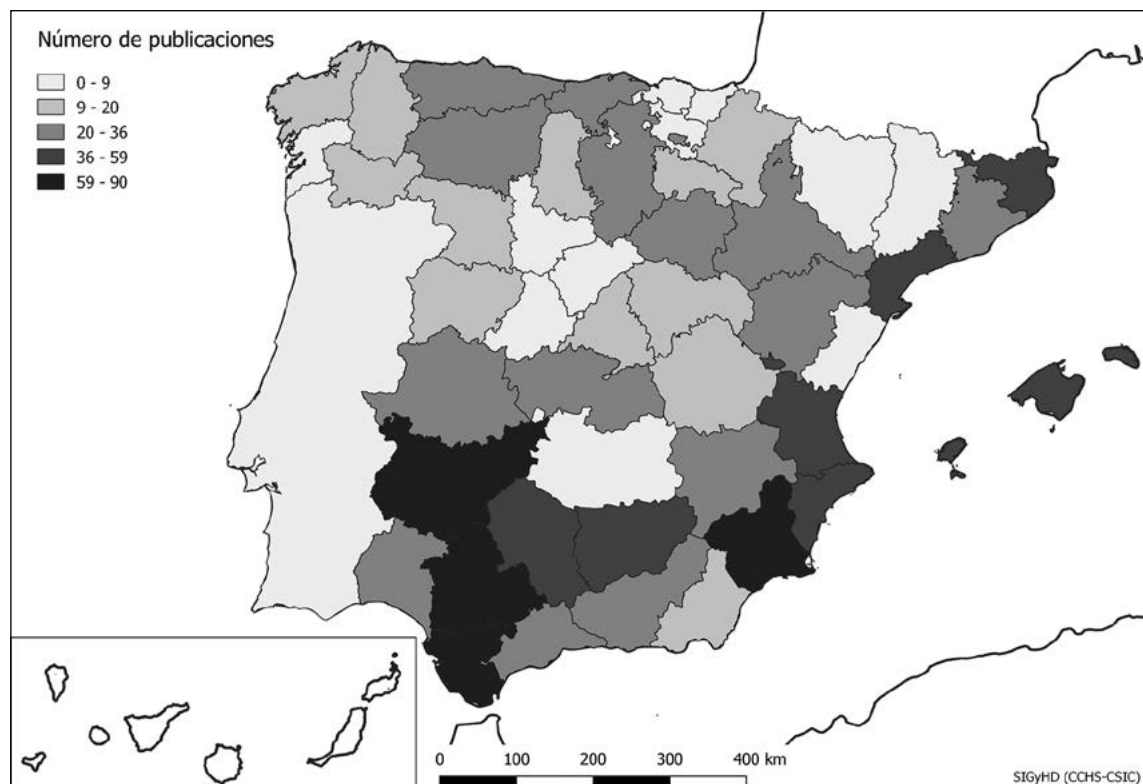 Número de publicaciones
0 - 9
9 - 20
20 - 36
36 - 59
59 - 90
0 100 200 300 400 km
SIGyHD (CCHS-CSIC)